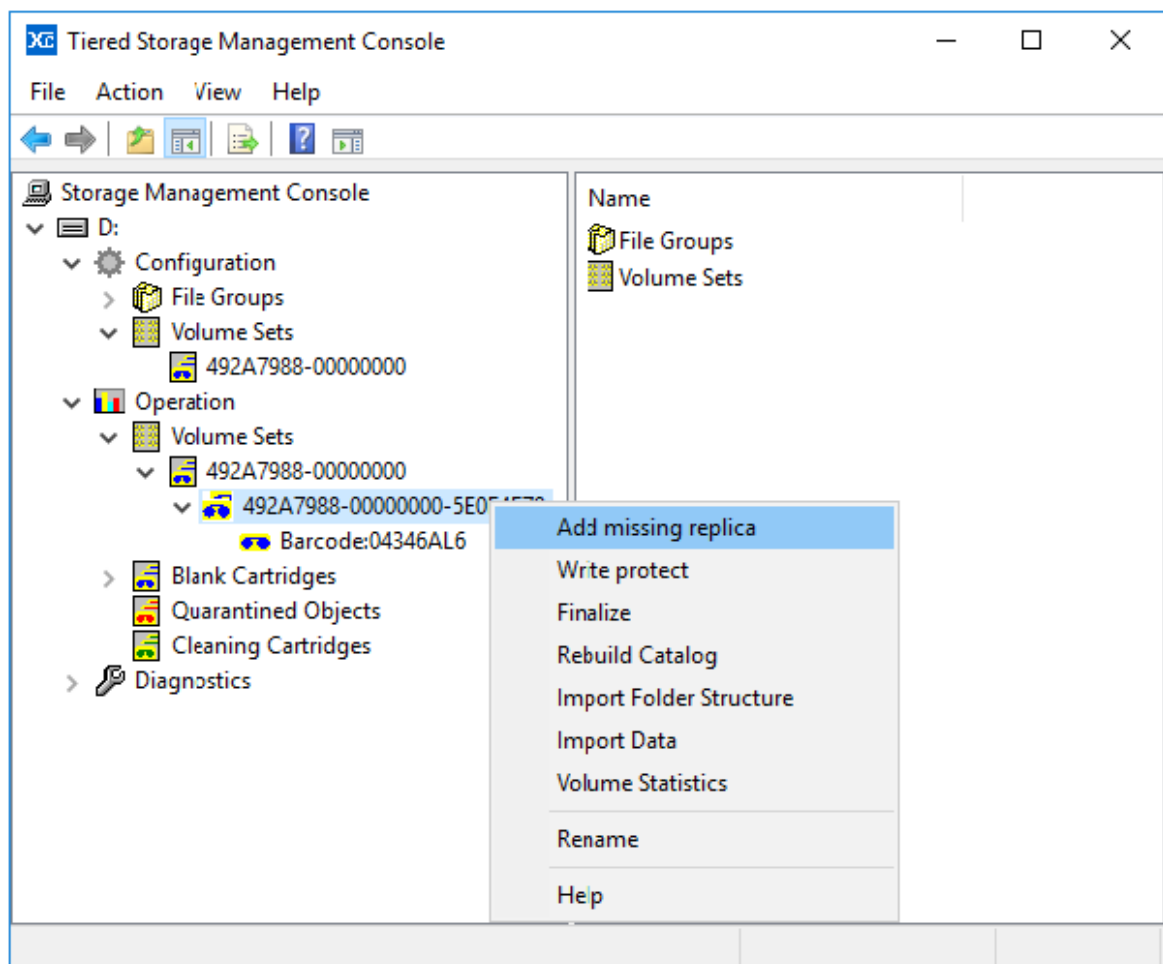 XC Tiered Storage Management Console
File Action View Help
Storage Management Console
D:
Configuration
File Groups
Volume Sets
492A7988-00000000
Operation
Volume Sets
492A7988-00000000
Barcode:04346AL6
Blank Cartridges
Quarantined Objects
Cleaning Cartridges
Diagnostics
Name
File Groups
Volume Sets
Add missing replica
Write protect
Finalize
Rebuild Catalog
Import Folder Structure
Import Data
Volume Statistics
Rename
Help